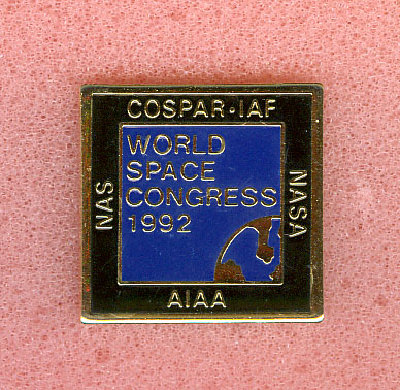 COSPAR·IAF
WORLD
SPACE
CONGRESS
1992
NAS
NASA
AIAA